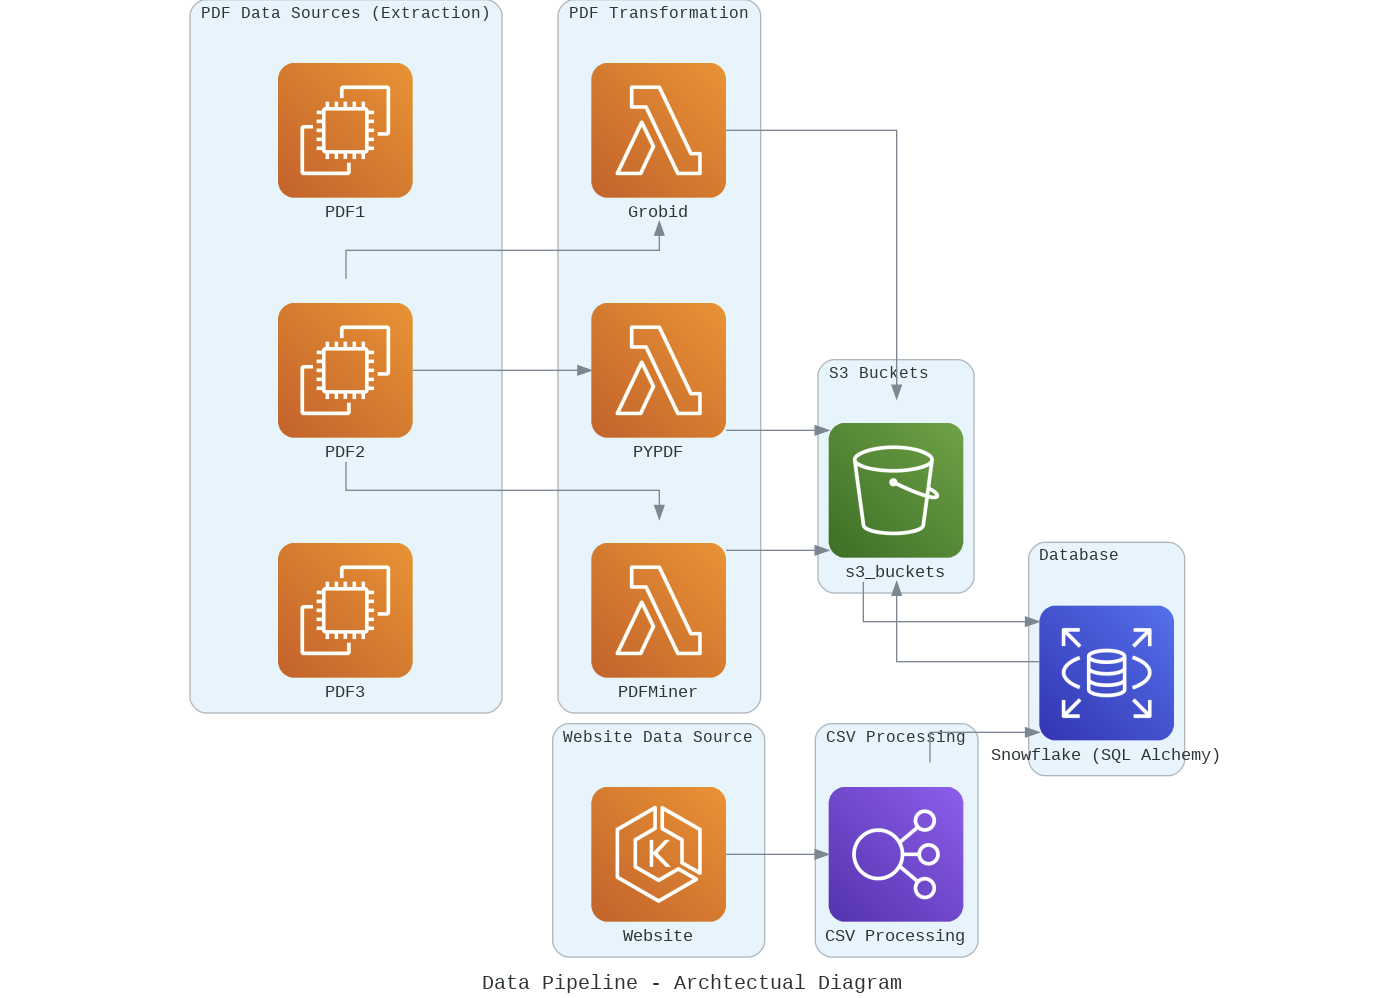 PDF Data Sources (Extraction)
PDF Transformation
PDF1
Grobid
PDF2
PYPDF
S3 Buckets
s3_buckets
PDF3
PDFMiner
Database
Snowflake (SQL Alchemy)
Website Data Source
CSV Processing
K
Website
CSV Processing
Data Pipeline - Archtectual Diagram